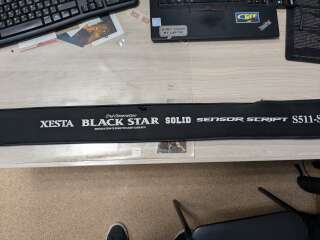 XESTA BLACK STAR SOLID SENSOR SCRIPT S511-S
2nd Generation